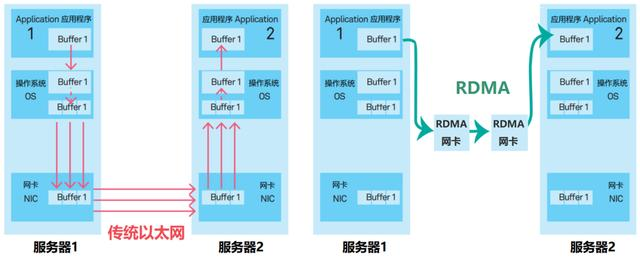 Application 应用程序
1
Buffer 1
操作系统
OS
Buffer 1
Buffer 1
网卡
NIC
Buffer 1
服务器1
应用程序 Application
2
Buffer 1
Buffer 1
操作系统
OS
Buffer 1
网卡
NIC
Buffer 1
服务器2
传统以太网
Application 应用程序
1
Buffer 1
操作系统
OS
Buffer 1
Buffer 1
网卡
NIC
Buffer 1
服务器1
RDMA
RDMA
网卡
RDMA
网卡
应用程序 Application
2
Buffer 1
Buffer 1
操作系统
OS
Buffer 1
网卡
NIC
Buffer 1
服务器2